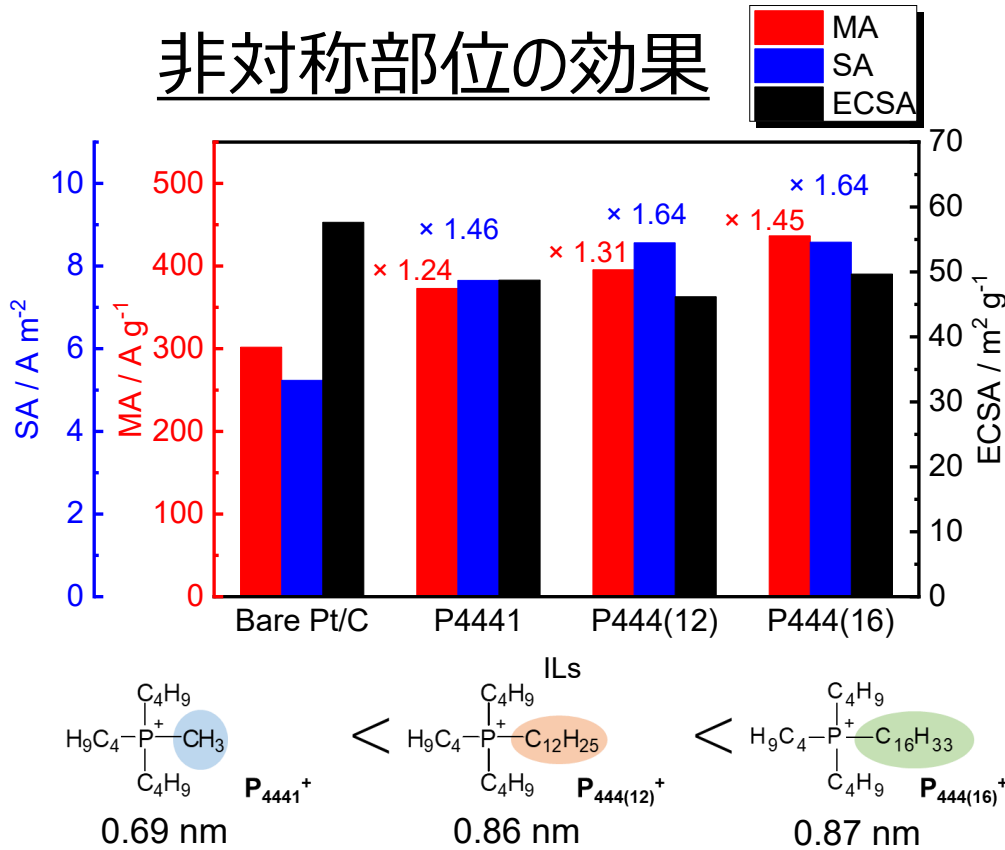 非対称部位の効果
MA
SA
ECSA
SA / A m⁻²
10
8
6
4
2
0
MA / A g⁻¹
500
400
300
200
100
0
× 1.24
× 1.46
× 1.31
× 1.64
× 1.45
× 1.64
70
60
50
40
30
20
10
0
ECSA / m² g⁻¹
Bare Pt/C P4441 P444(12) P444(16)
ILs
C₄H₉
H₉C₄-P⁺-CH₃
C₄H₉
P₄₄₄₁⁺
0.69 nm
<
C₄H₉
H₉C₄-P⁺-C₁₂H₂₅
C₄H₉
P₄₄₄₍₁₂₎⁺
0.86 nm
<
C₄H₉
H₉C₄-P⁺-C₁₆H₃₃
C₄H₉
P₄₄₄₍₁₆₎⁺
0.87 nm